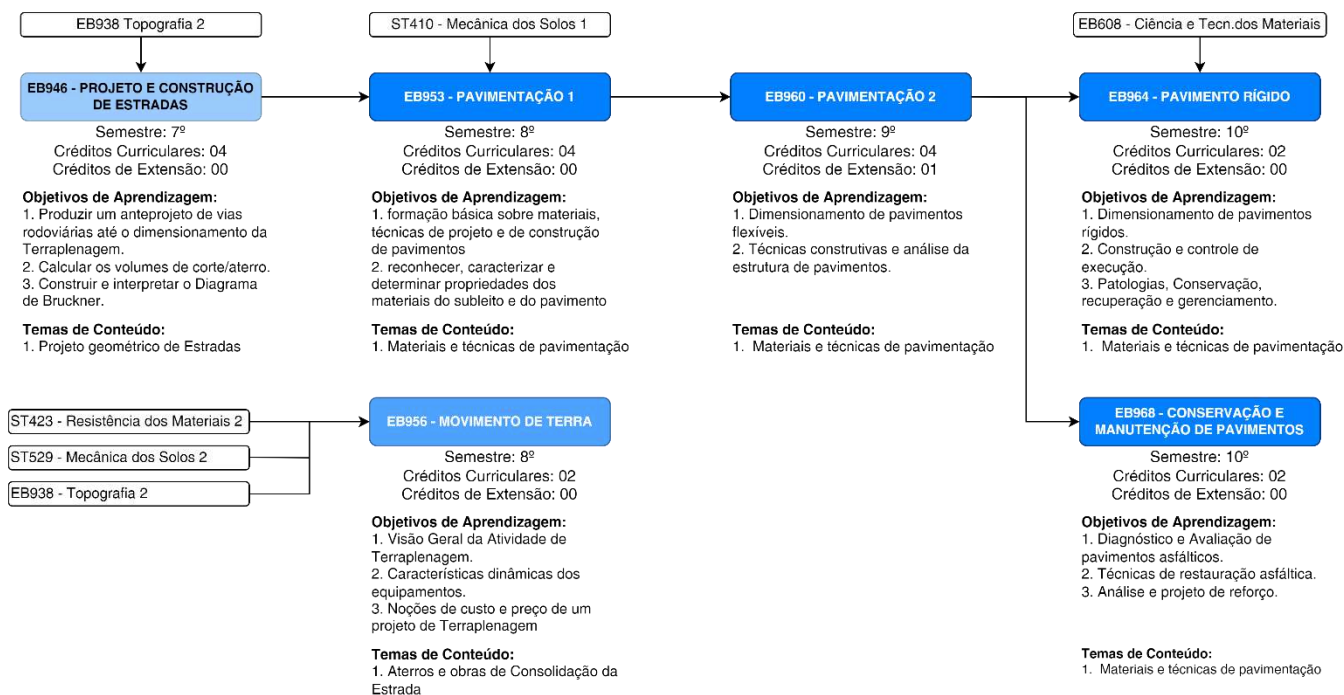 EB938 Topografia 2
ST410 - Mecânica dos Solos 1
EB608 - Ciência e Tecn.dos Materiais
EB946 - PROJETO E CONSTRUÇÃO
DE ESTRADAS
Semestre: 7º
Créditos Curriculares: 04
Créditos de Extensão: 00
Objetivos de Aprendizagem:
1. Produzir um anteprojeto de vias
rodoviárias até o dimensionamento da
Terraplenagem.
2. Calcular os volumes de corte/aterro.
3. Construir e interpretar o Diagrama
de Bruckner.
Temas de Conteúdo:
1. Projeto geométrico de Estradas
EB953 - PAVIMENTAÇÃO 1
Semestre: 8º
Créditos Curriculares: 04
Créditos de Extensão: 00
Objetivos de Aprendizagem:
1. formação básica sobre materiais,
técnicas de projeto e de construção
de pavimentos
2. reconhecer, caracterizar e
determinar propriedades dos
materiais do subleito e do pavimento
Temas de Conteúdo:
1. Materiais e técnicas de pavimentação
EB960 - PAVIMENTAÇÃO 2
Semestre: 9º
Créditos Curriculares: 04
Créditos de Extensão: 01
Objetivos de Aprendizagem:
1. Dimensionamento de pavimentos
flexíveis.
2. Técnicas construtivas e análise da
estrutura de pavimentos.
Temas de Conteúdo:
1. Materiais e técnicas de pavimentação
EB964 - PAVIMENTO RÍGIDO
Semestre: 10º
Créditos Curriculares: 02
Créditos de Extensão: 00
Objetivos de Aprendizagem:
1. Dimensionamento de pavimentos
rígidos.
2. Construção e controle de
execução.
3. Patologias, Conservação,
recuperação e gerenciamento.
Temas de Conteúdo:
1. Materiais e técnicas de pavimentação
ST423 - Resistência dos Materiais 2
ST529 - Mecânica dos Solos 2
EB938 - Topografia 2
EB956 - MOVIMENTO DE TERRA
Semestre: 8º
Créditos Curriculares: 02
Créditos de Extensão: 00
Objetivos de Aprendizagem:
1. Visão Geral da Atividade de
Terraplenagem.
2. Características dinâmicas dos
equipamentos.
3. Noções de custo e preço de um
projeto de Terraplenagem
Temas de Conteúdo:
1. Aterros e obras de Consolidação da
Estrada
EB968 - CONSERVAÇÃO E
MANUTENÇÃO DE PAVIMENTOS
Semestre: 10º
Créditos Curriculares: 02
Créditos de Extensão: 00
Objetivos de Aprendizagem:
1. Diagnóstico e Avaliação de
pavimentos asfálticos.
2. Técnicas de restauração asfáltica.
3. Análise e projeto de reforço.
Temas de Conteúdo:
1. Materiais e técnicas de pavimentação